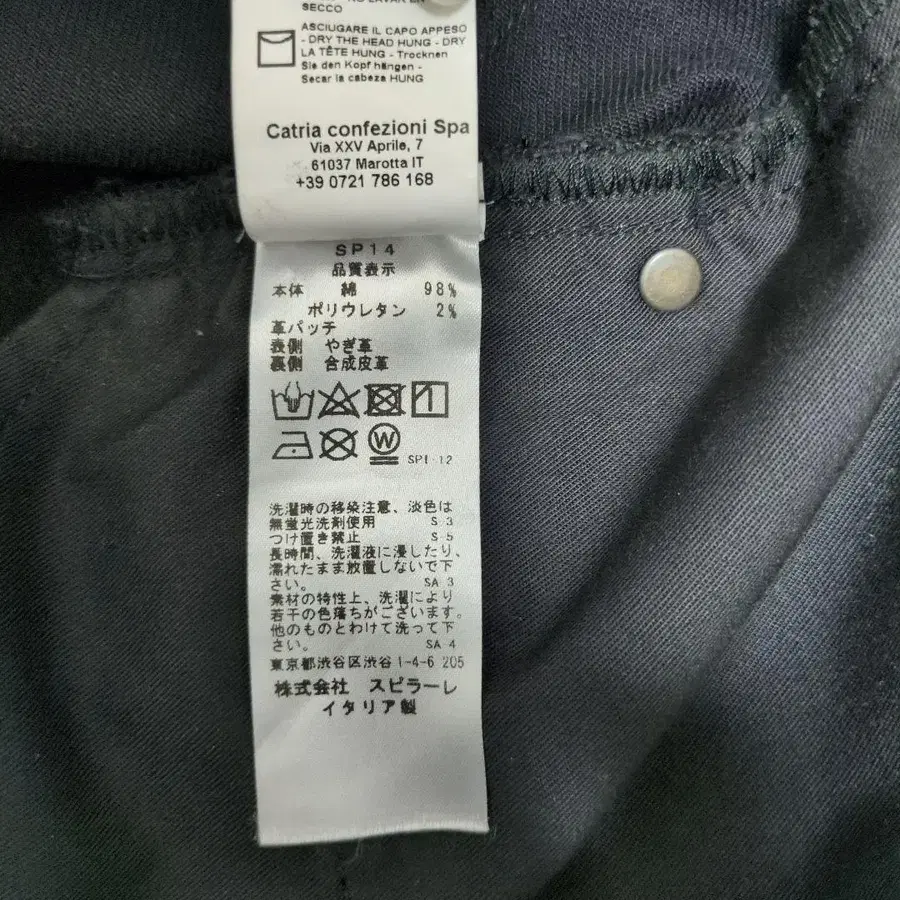 NO LAVAR EN
SECCO
ASCIUGARE IL CAPO APPESO
- DRY THE HEAD HUNG - DRY
LA TÊTE HUNG - Trocknen
Sie den Kopf hängen -
Secar la cabeza HUNG
Catria confezioni Spa
Via XXV Aprile, 7
61037 Marotta IT
+39 0721 786 168
SP14
品質表示
本体 綿 98%
ポリウレタン 2%
革パッチ
表側 やぎ革
裏側 合成皮革
W
SPI-12
洗濯時の移染注意、淡色は
無蛍光洗剤使用 S-3
つけ置き禁止 S-5
長時間、洗濯液に浸したり、
濡れたまま放置しないで下
さい。 SA-3
素材の特性上、洗濯により
若干の色落ちがございます。
他のものとわけて洗って下
さい。 SA-4
東京都渋谷区渋谷1-4-6 205
株式会社 スピラーレ
イタリア製